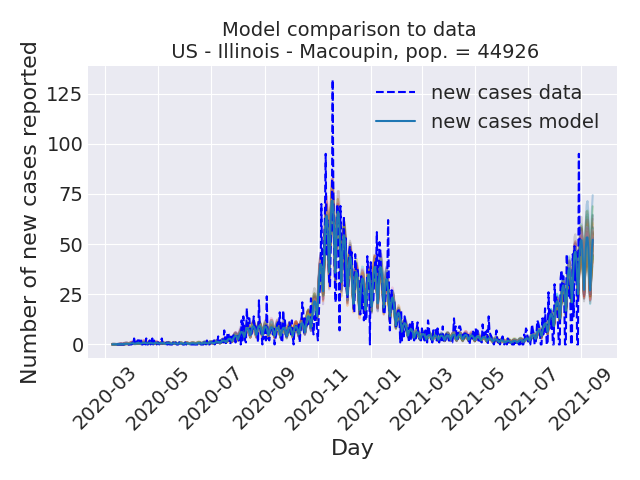 Model comparison to data
US - Illinois - Macoupin, pop. = 44926
Number of new cases reported
125
100
75
50
25
0
new cases data
new cases model
2020-03
2020-05
2020-07
2020-09
2020-11
2021-01
2021-03
2021-05
2021-07
2021-09
Day